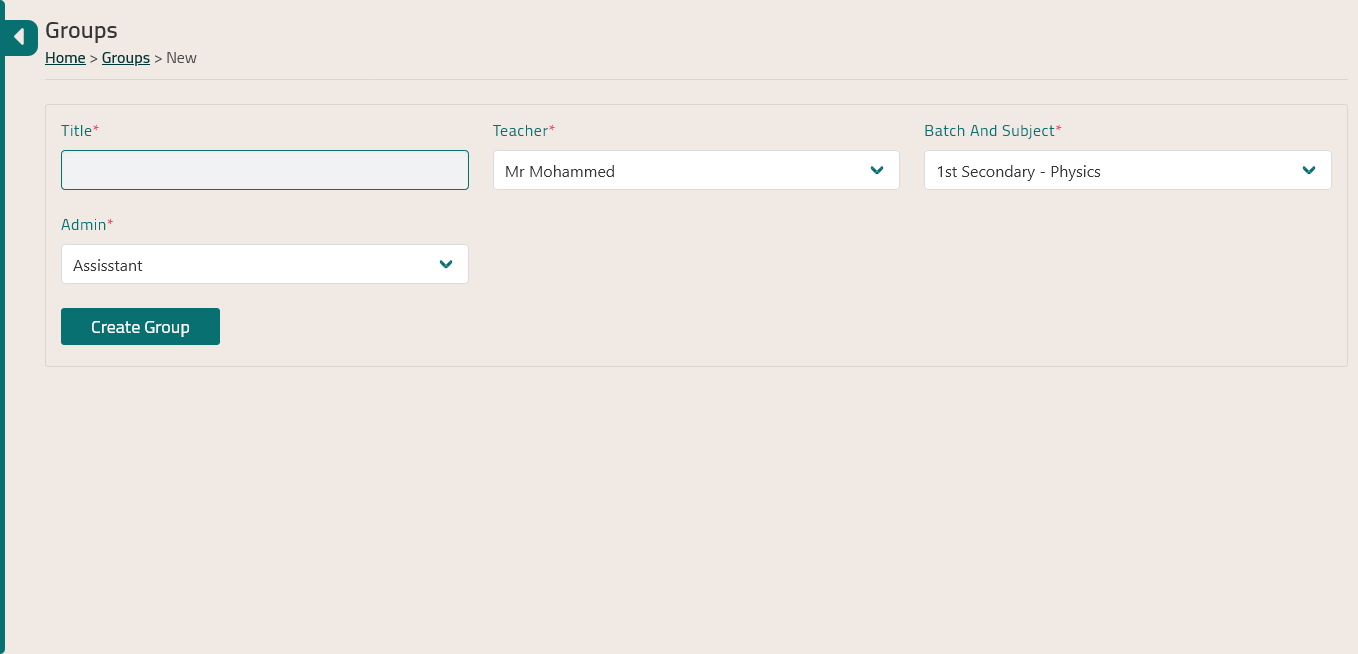 Groups
Home > Groups > New
Title* Teacher* Batch And Subject*
Mr Mohammed 1st Secondary - Physics
Admin*
Assisstant
Create Group